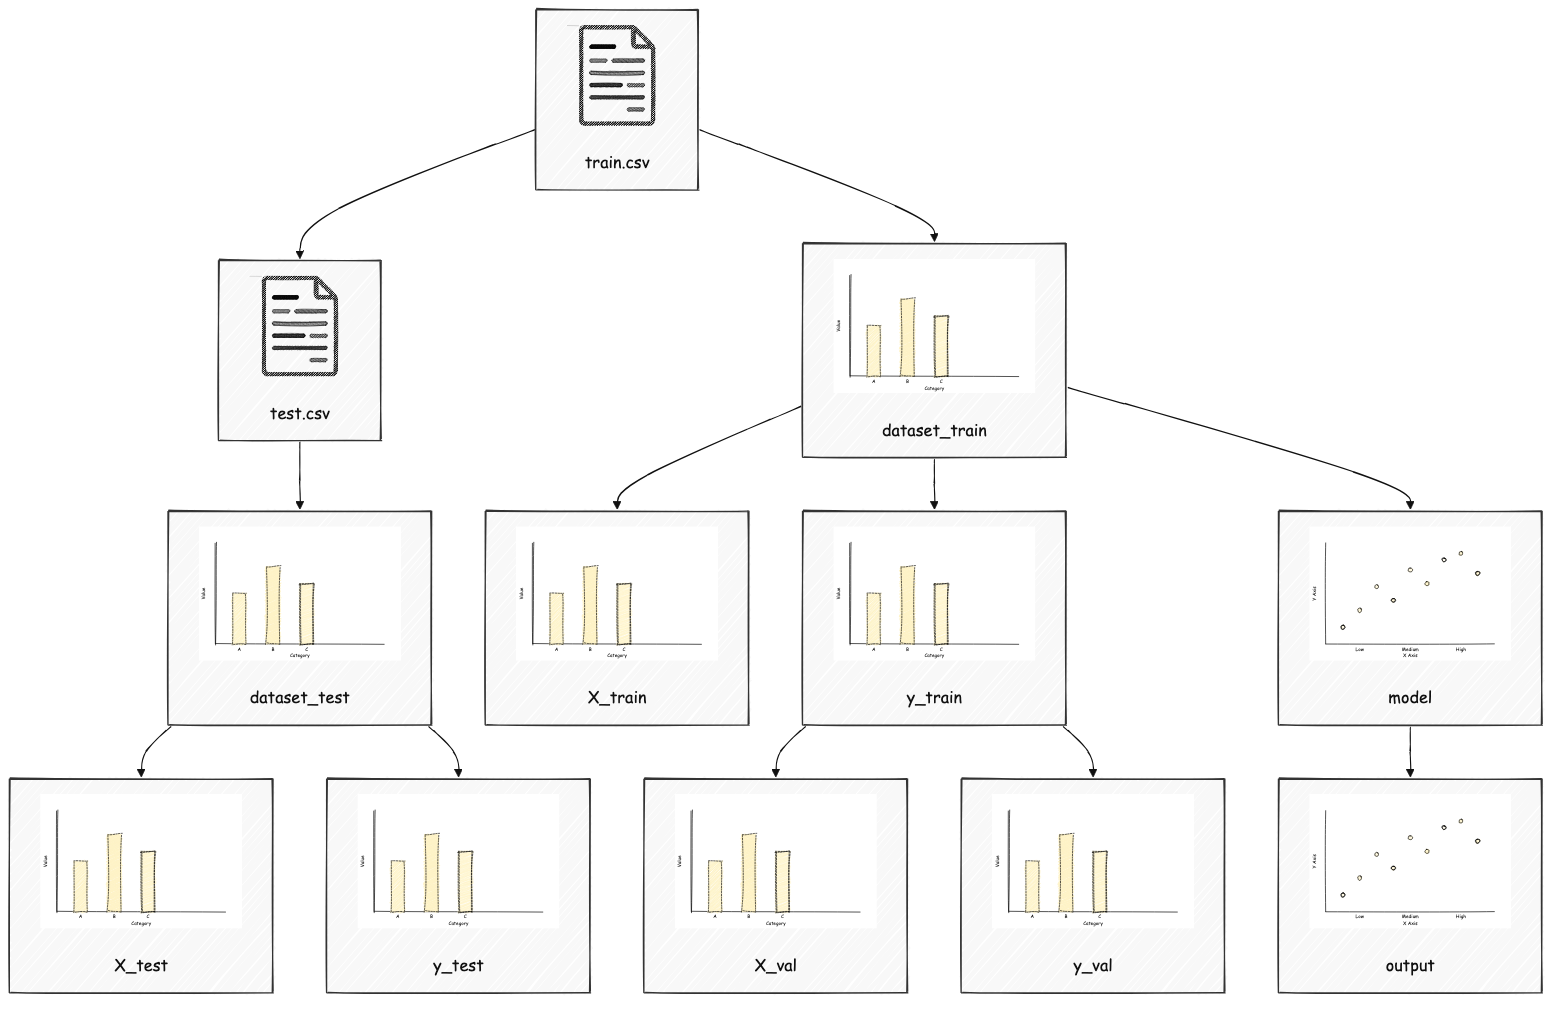 train.csv
test.csv
Value
A
B
C
Category
dataset_train
Value
A
B
C
Category
dataset_test
Value
A
B
C
Category
X_train
Value
A
B
C
Category
y_train
Y Axis
Low
Medium
High
X Axis
model
Value
A
B
C
Category
X_test
Value
A
B
C
Category
y_test
Value
A
B
C
Category
X_val
Value
A
B
C
Category
y_val
Y Axis
Low
Medium
High
X Axis
output